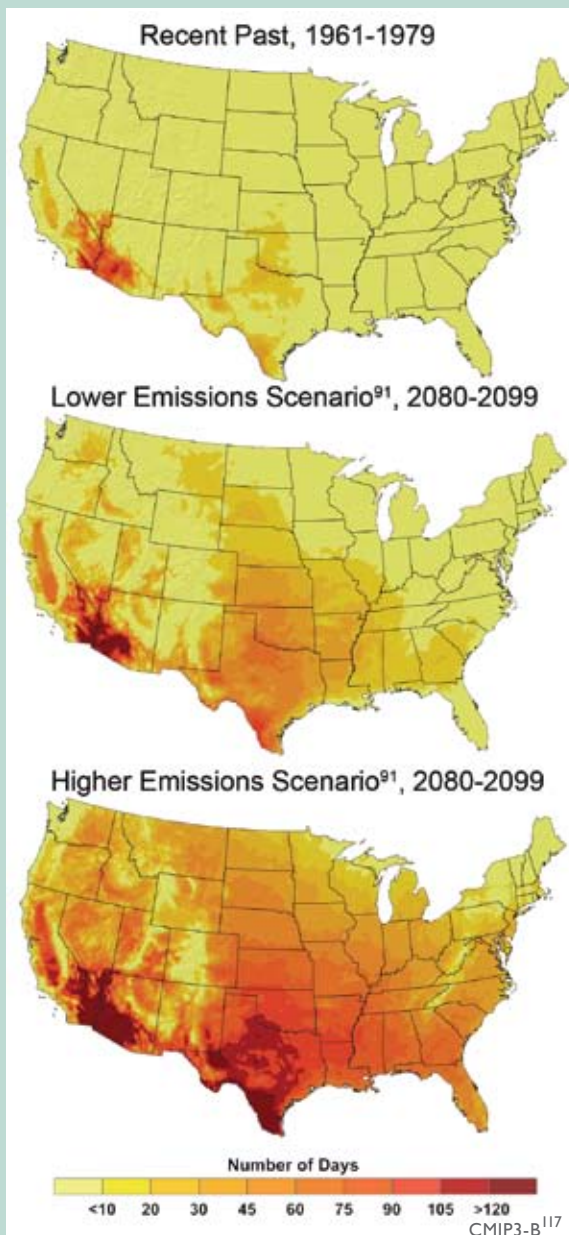 Recent Past, 1961-1979
Lower Emissions Scenario⁹¹, 2080-2099
Higher Emissions Scenario⁹¹, 2080-2099
Number of Days
<10 20 30 45 60 75 90 105 >120
CMIP3-B¹¹⁷